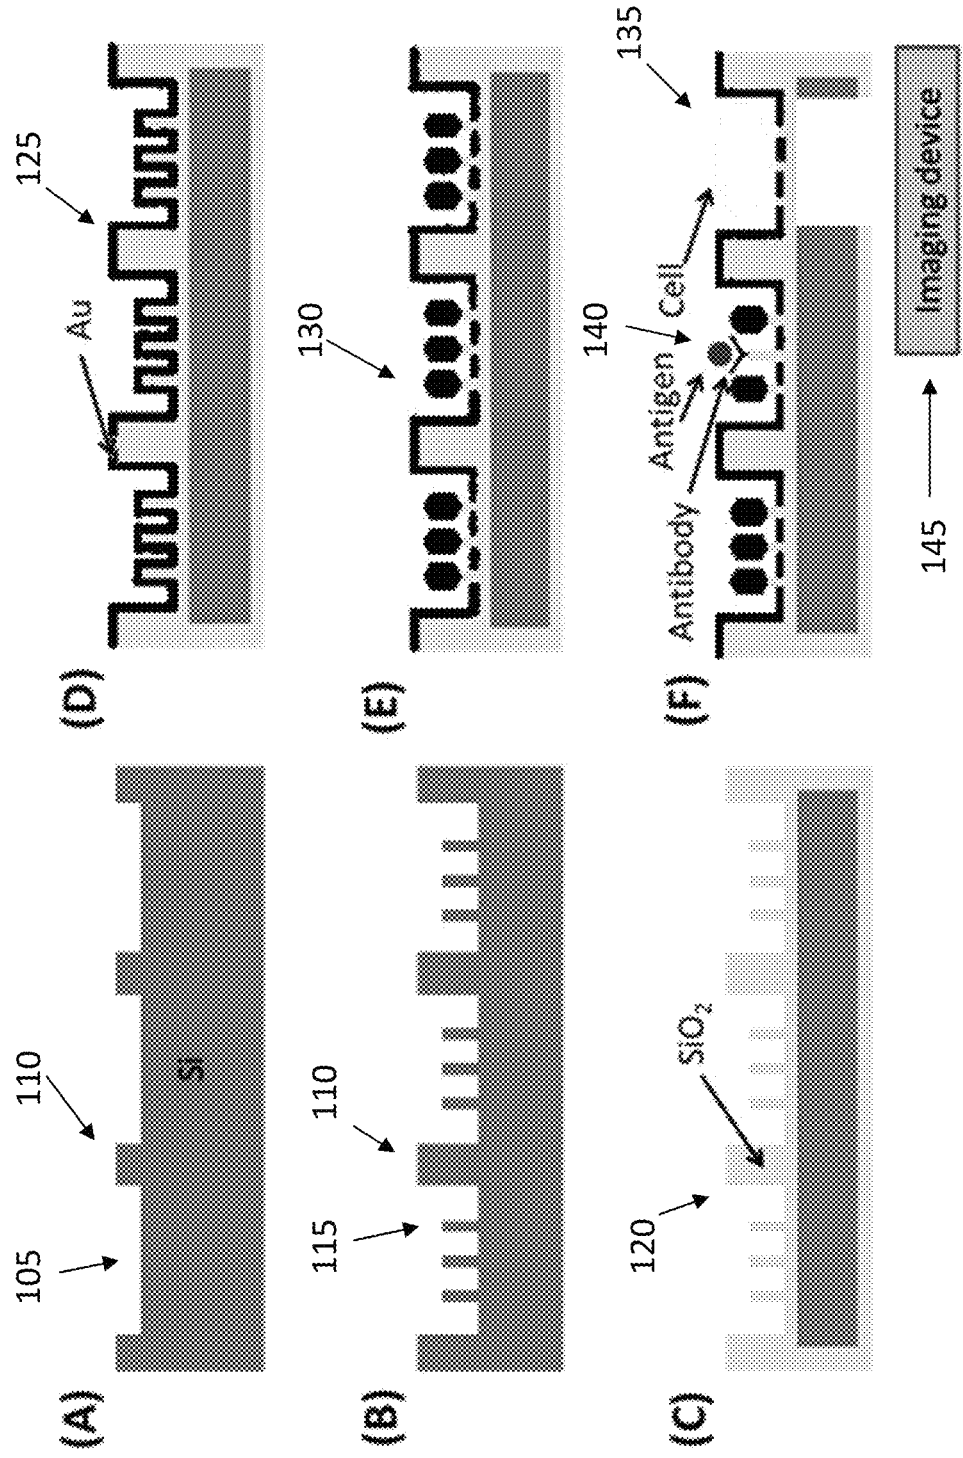 (A)
105
110
Si
(B)
115
110
(C)
120
SiO₂
(D)
Au
125
(E)
130
(F)
Antibody
Antigen
140
Cell
135
145
Imaging device